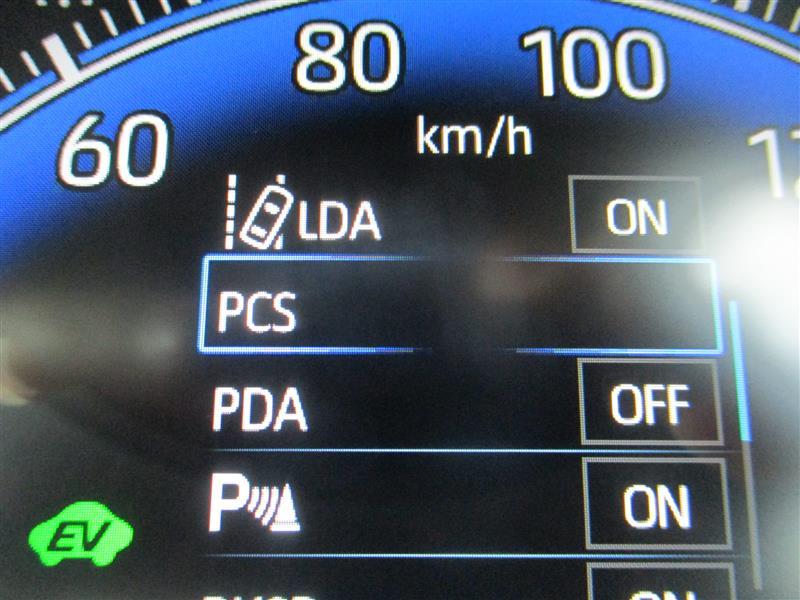 80 100
60 km/h
LDA ON
PCS
PDA OFF
P ON
EV